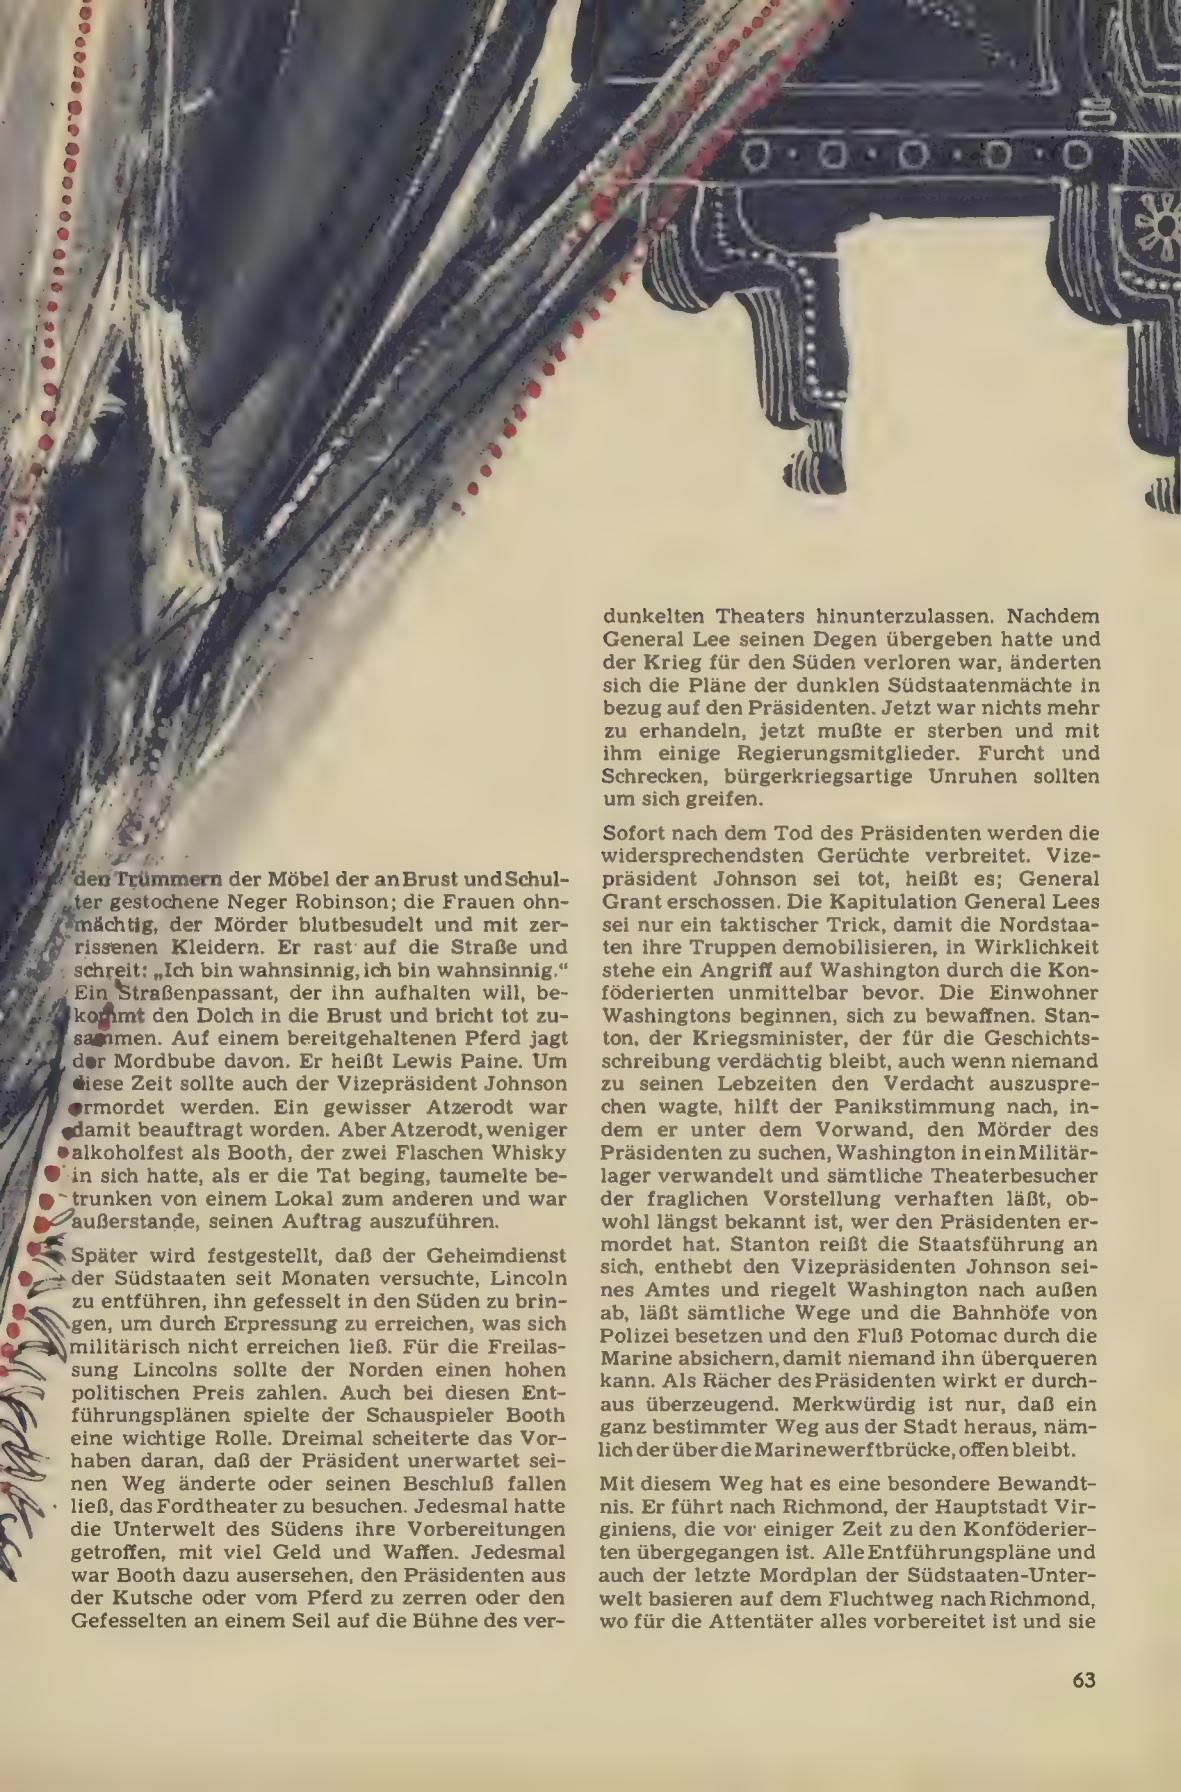 den Trümmern der Möbel der an Brust und Schul-
ter gestochene Neger Robinson; die Frauen ohn-
mächtig, der Mörder blutbesudelt und mit zer-
rissenen Kleidern. Er rast auf die Straße und
schreit: „Ich bin wahnsinnig, ich bin wahnsinnig.“
Ein Straßenpassant, der ihn aufhalten will, be-
kommt den Dolch in die Brust und bricht tot zu-
sammen. Auf einem bereitgehaltenen Pferd jagt
der Mordbube davon. Er heißt Lewis Paine. Um
diese Zeit sollte auch der Vizepräsident Johnson
ermordet werden. Ein gewisser Atzerodt war
damit beauftragt worden. Aber Atzerodt, weniger
alkoholfest als Booth, der zwei Flaschen Whisky
in sich hatte, als er die Tat beging, taumelte be-
trunken von einem Lokal zum anderen und war
außerstande, seinen Auftrag auszuführen.
Später wird festgestellt, daß der Geheimdienst
der Südstaaten seit Monaten versuchte, Lincoln
zu entführen, ihn gefesselt in den Süden zu brin-
gen, um durch Erpressung zu erreichen, was sich
militärisch nicht erreichen ließ. Für die Freilas-
sung Lincolns sollte der Norden einen hohen
politischen Preis zahlen. Auch bei diesen Ent-
führungsplänen spielte der Schauspieler Booth
eine wichtige Rolle. Dreimal scheiterte das Vor-
haben daran, daß der Präsident unerwartet sei-
nen Weg änderte oder seinen Beschluß fallen
ließ, das Fordtheater zu besuchen. Jedesmal hatte
die Unterwelt des Südens ihre Vorbereitungen
getroffen, mit viel Geld und Waffen. Jedesmal
war Booth dazu ausersehen, den Präsidenten aus
der Kutsche oder vom Pferd zu zerren oder den
Gefesselten an einem Seil auf die Bühne des ver-
dunkelten Theaters hinunterzulassen. Nachdem
General Lee seinen Degen übergeben hatte und
der Krieg für den Süden verloren war, änderten
sich die Pläne der dunklen Südstaatenmächte in
bezug auf den Präsidenten. Jetzt war nichts mehr
zu erhandeln, jetzt mußte er sterben und mit
ihm einige Regierungsmitglieder. Furcht und
Schrecken, bürgerkriegsartige Unruhen sollten
um sich greifen.
Sofort nach dem Tod des Präsidenten werden die
widersprechendsten Gerüchte verbreitet. Vize-
präsident Johnson sei tot, heißt es; General
Grant erschossen. Die Kapitulation General Lees
sei nur ein taktischer Trick, damit die Nordstaa-
ten ihre Truppen demobilisieren, in Wirklichkeit
stehe ein Angriff auf Washington durch die Kon-
föderierten unmittelbar bevor. Die Einwohner
Washingtons beginnen, sich zu bewaffnen. Stan-
ton, der Kriegsminister, der für die Geschichts-
schreibung verdächtig bleibt, auch wenn niemand
zu seinen Lebzeiten den Verdacht auszuspre-
chen wagte, hilft der Panikstimmung nach, in-
dem er unter dem Vorwand, den Mörder des
Präsidenten zu suchen, Washington in ein Militär-
lager verwandelt und sämtliche Theaterbesucher
der fraglichen Vorstellung verhaften läßt, ob-
wohl längst bekannt ist, wer den Präsidenten er-
mordet hat. Stanton reißt die Staatsführung an
sich, enthebt den Vizepräsidenten Johnson sei-
nes Amtes und riegelt Washington nach außen
ab, läßt sämtliche Wege und die Bahnhöfe von
Polizei besetzen und den Fluß Potomac durch die
Marine absichern, damit niemand ihn überqueren
kann. Als Rächer des Präsidenten wirkt er durch-
aus überzeugend. Merkwürdig ist nur, daß ein
ganz bestimmter Weg aus der Stadt heraus, näm-
lich der über die Marinewerftbrücke, offen bleibt.
Mit diesem Weg hat es eine besondere Bewandt-
nis. Er führt nach Richmond, der Hauptstadt Vir-
giniens, die vor einiger Zeit zu den Konföderier-
ten übergegangen ist. Alle Entführungspläne und
auch der letzte Mordplan der Südstaaten-Unter-
welt basieren auf dem Fluchtweg nach Richmond,
wo für die Attentäter alles vorbereitet ist und sie
63